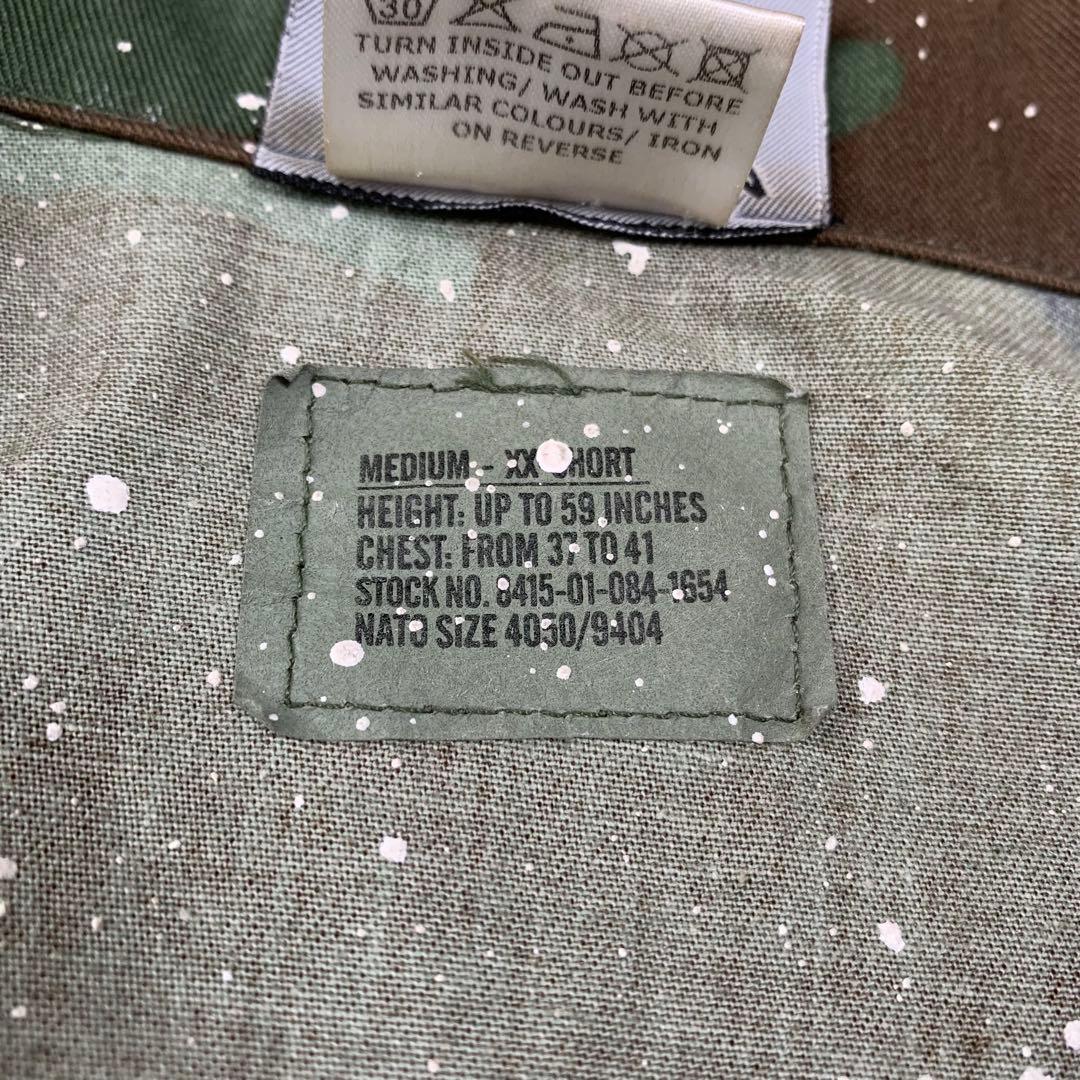 30
TURN INSIDE OUT BEFORE
WASHING/ WASH WITH
SIMILAR COLOURS/ IRON
ON REVERSE
MEDIUM - XX-SHORT
HEIGHT: UP TO 59 INCHES
CHEST: FROM 37 TO 41
STOCK NO. 8415-01-084-1654
NATO SIZE 4050/9404